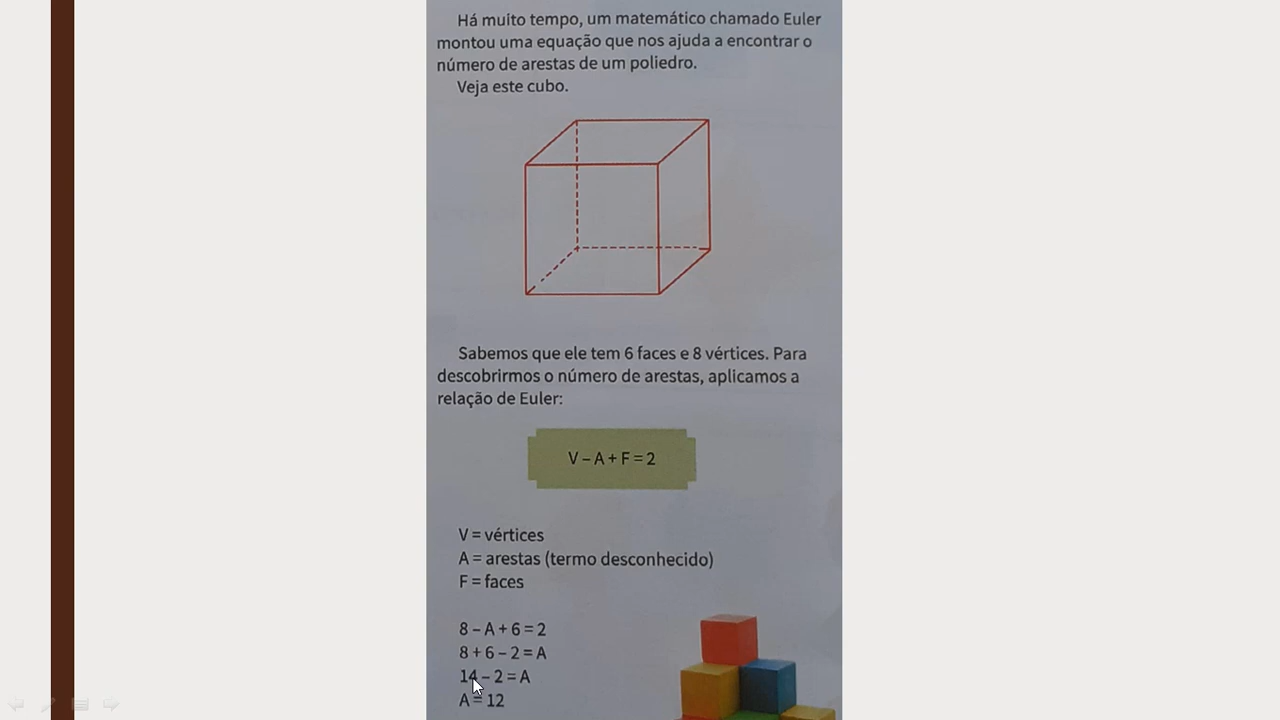 Há muito tempo, um matemático chamado Euler
montou uma equação que nos ajuda a encontrar o
número de arestas de um poliedro.
Veja este cubo.
Sabemos que ele tem 6 faces e 8 vértices. Para
descobrirmos o número de arestas, aplicamos a
relação de Euler:
V – A + F = 2
V = vértices
A = arestas (termo desconhecido)
F = faces
8 – A + 6 = 2
8 + 6 – 2 = A
14 – 2 = A
A = 12